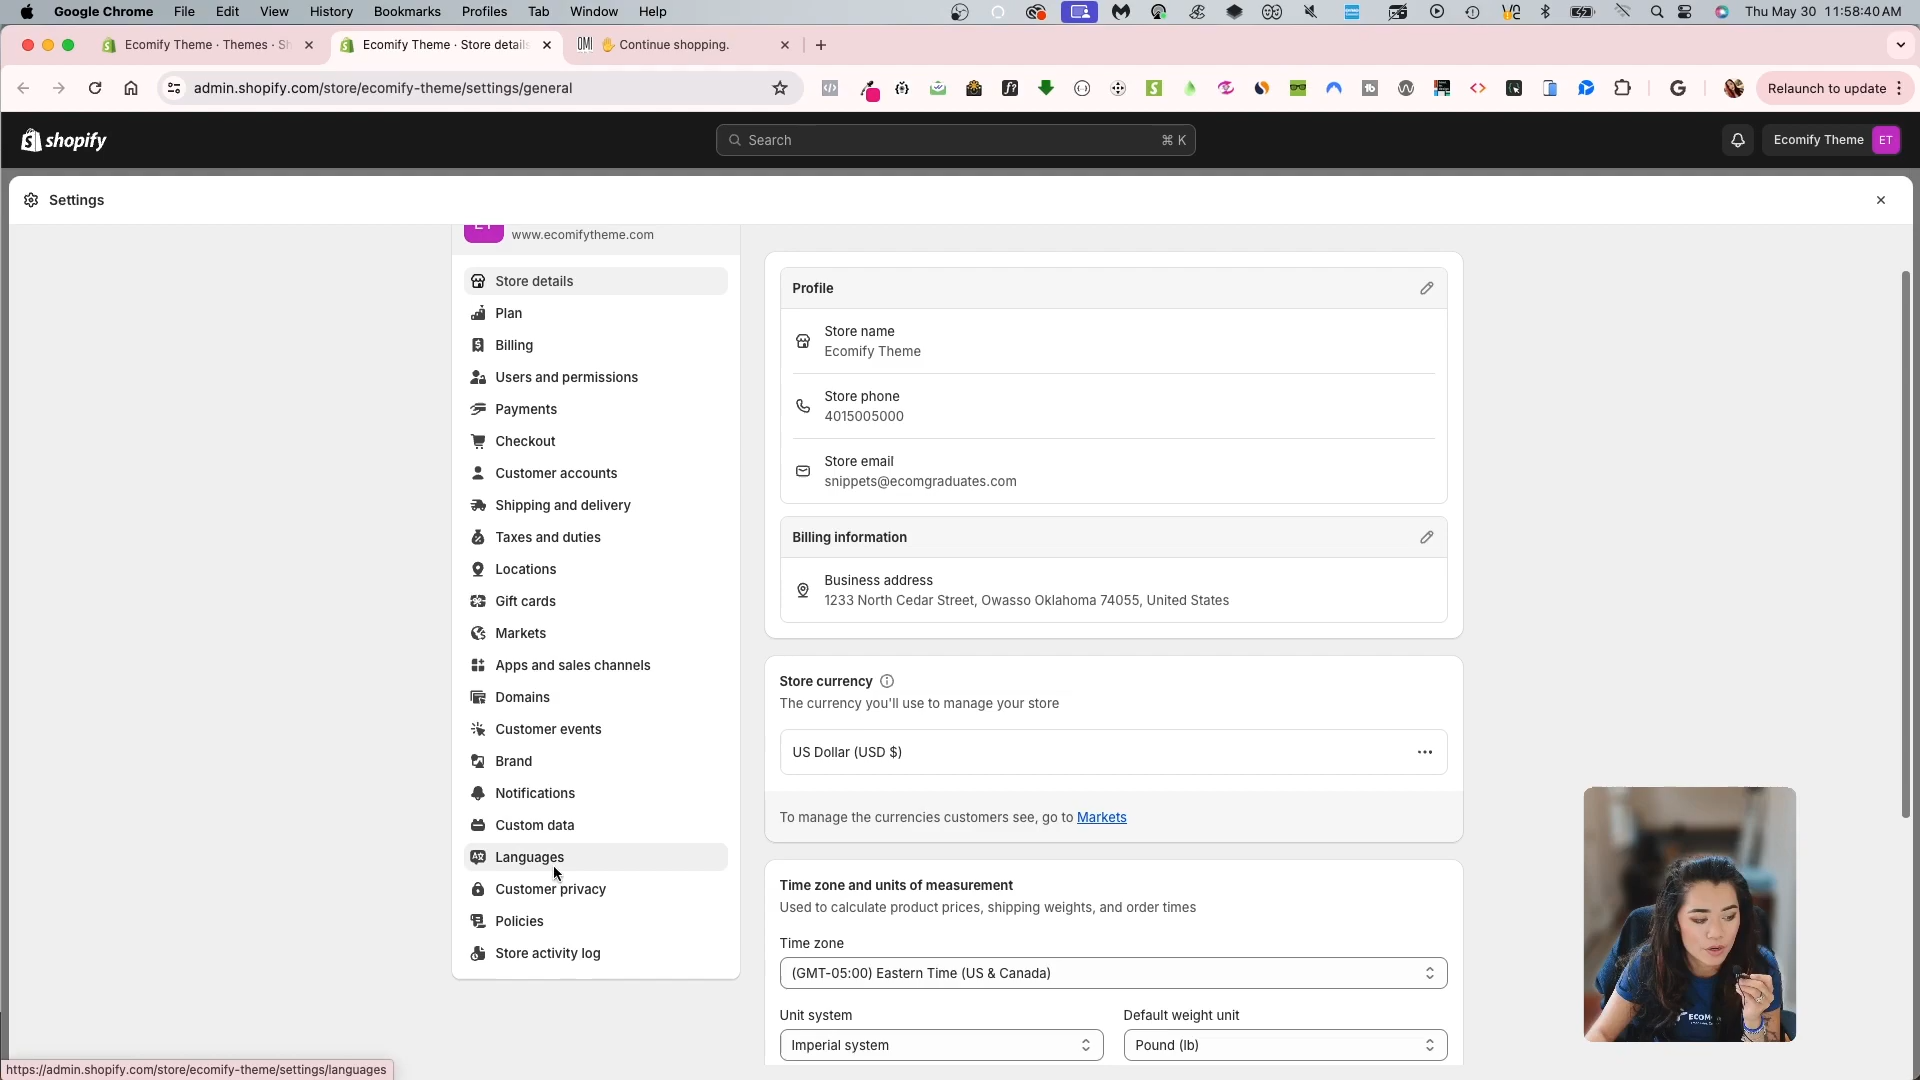 Google Chrome File Edit View History Bookmarks Profiles Tab Window Help Thu May 30 11:58:40 AM
Ecomify Theme · Themes · Sh
Ecomify Theme · Store details
OMI ✋ Continue shopping.
admin.shopify.com/store/ecomify-theme/settings/general
Relaunch to update
shopify
Search
⌘ K
Ecomify Theme ET
Settings
ET
www.ecomifytheme.com
Store details
Plan
Billing
Users and permissions
Payments
Checkout
Customer accounts
Shipping and delivery
Taxes and duties
Locations
Gift cards
Markets
Apps and sales channels
Domains
Customer events
Brand
Notifications
Custom data
Languages
Customer privacy
Policies
Store activity log
Profile
Store name
Ecomify Theme
Store phone
4015005000
Store email
snippets@ecomgraduates.com
Billing information
Business address
1233 North Cedar Street, Owasso Oklahoma 74055, United States
Store currency
The currency you'll use to manage your store
US Dollar (USD $)
To manage the currencies customers see, go to Markets
Time zone and units of measurement
Used to calculate product prices, shipping weights, and order times
Time zone
(GMT-05:00) Eastern Time (US & Canada)
Unit system
Default weight unit
Imperial system
Pound (lb)
ECOM
https://admin.shopify.com/store/ecomify-theme/settings/languages